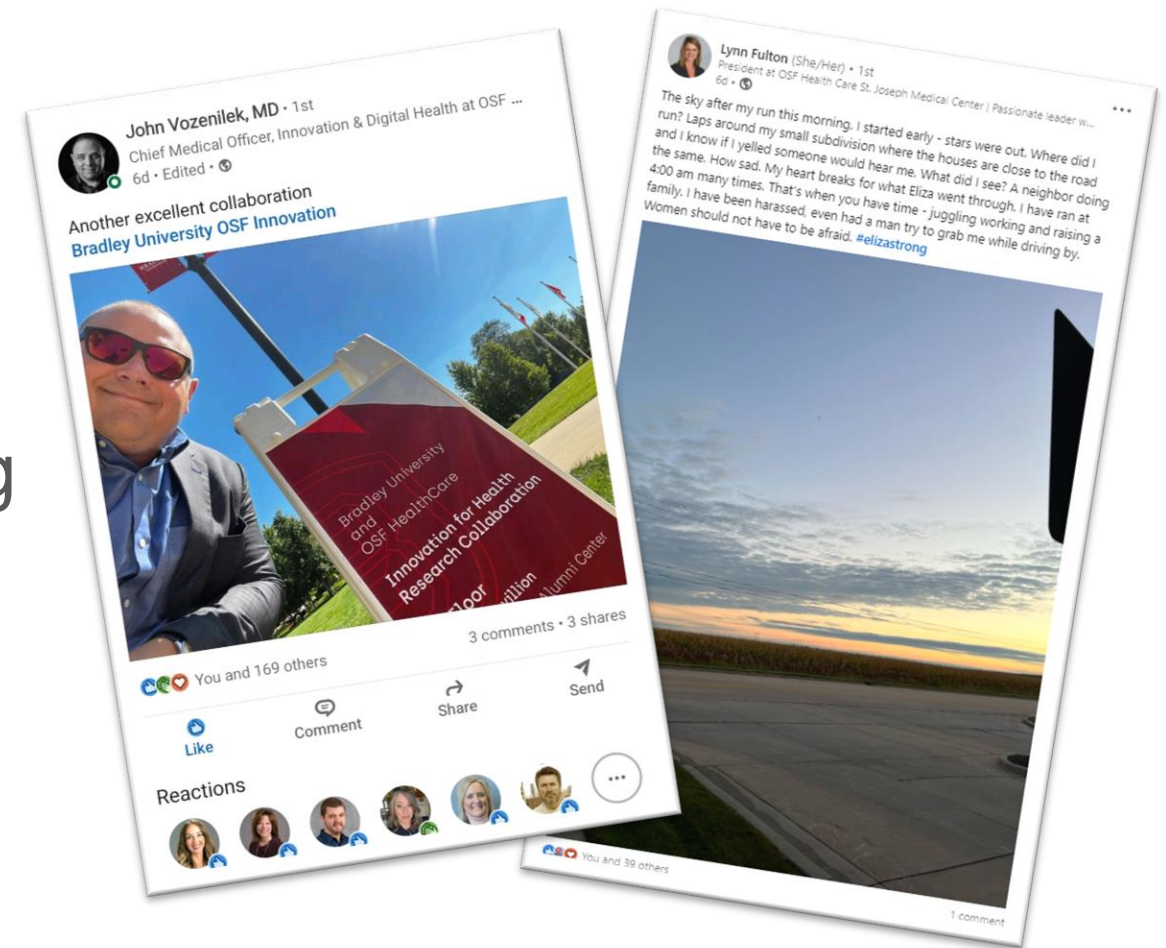 g
John Vozenilek, MD • 1st
Chief Medical Officer, Innovation & Digital Health at OSF ...
6d • Edited •
Another excellent collaboration
Bradley University OSF Innovation
Bradley University
and
OSF HealthCare
Innovation for Health
Research Collaboration
Alumni Center
3 comments • 3 shares
You and 169 others
Like
Comment
Share
Send
Reactions
Lynn Fulton (She/Her) • 1st
President at OSF Health Care St. Joseph Medical Center | Passionate leader w...
6d •
The sky after my run this morning. I started early - stars were out. Where did I
run? Laps around my small subdivision where the houses are close to the road
and I know if I yelled someone would hear me. What did I see? A neighbor doing
the same. How sad. My heart breaks for what Eliza went through. I have ran at
4:00 am many times. That's when you have time - juggling working and raising a
family. I have been harassed, even had a man try to grab me while driving by.
Women should not have to be afraid. #elizastrong
You and 39 others
1 comment